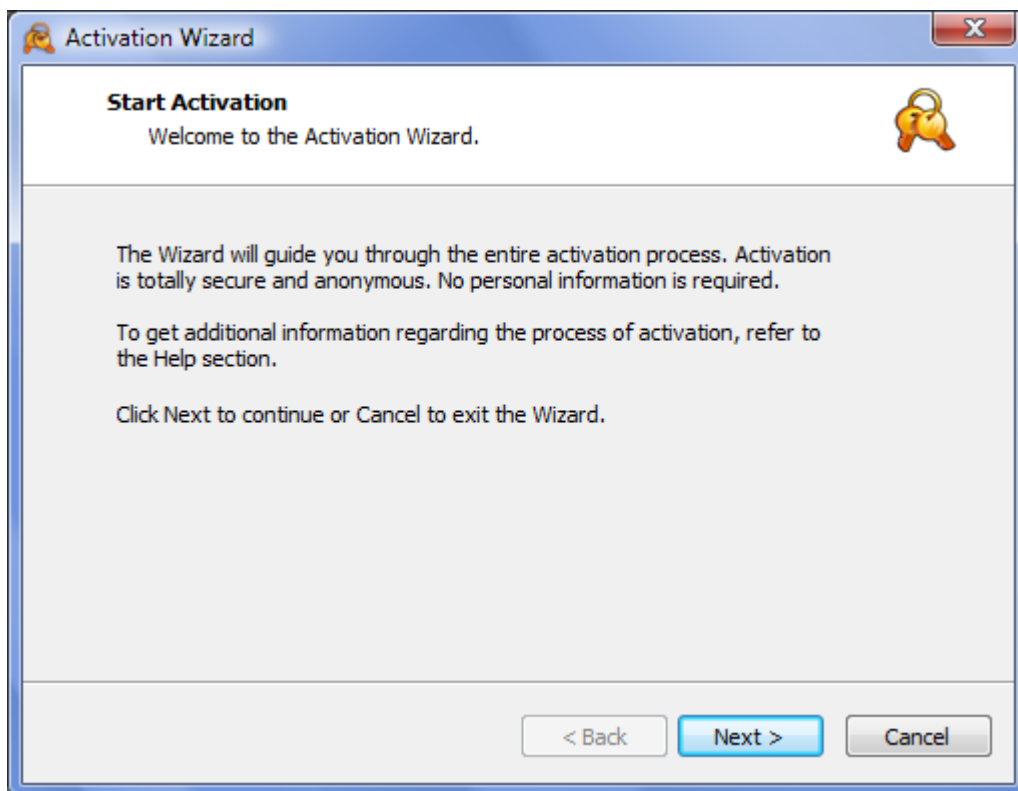 Activation Wizard
Start Activation
Welcome to the Activation Wizard.
The Wizard will guide you through the entire activation process. Activation
is totally secure and anonymous. No personal information is required.
To get additional information regarding the process of activation, refer to
the Help section.
Click Next to continue or Cancel to exit the Wizard.
< Back
Next >
Cancel